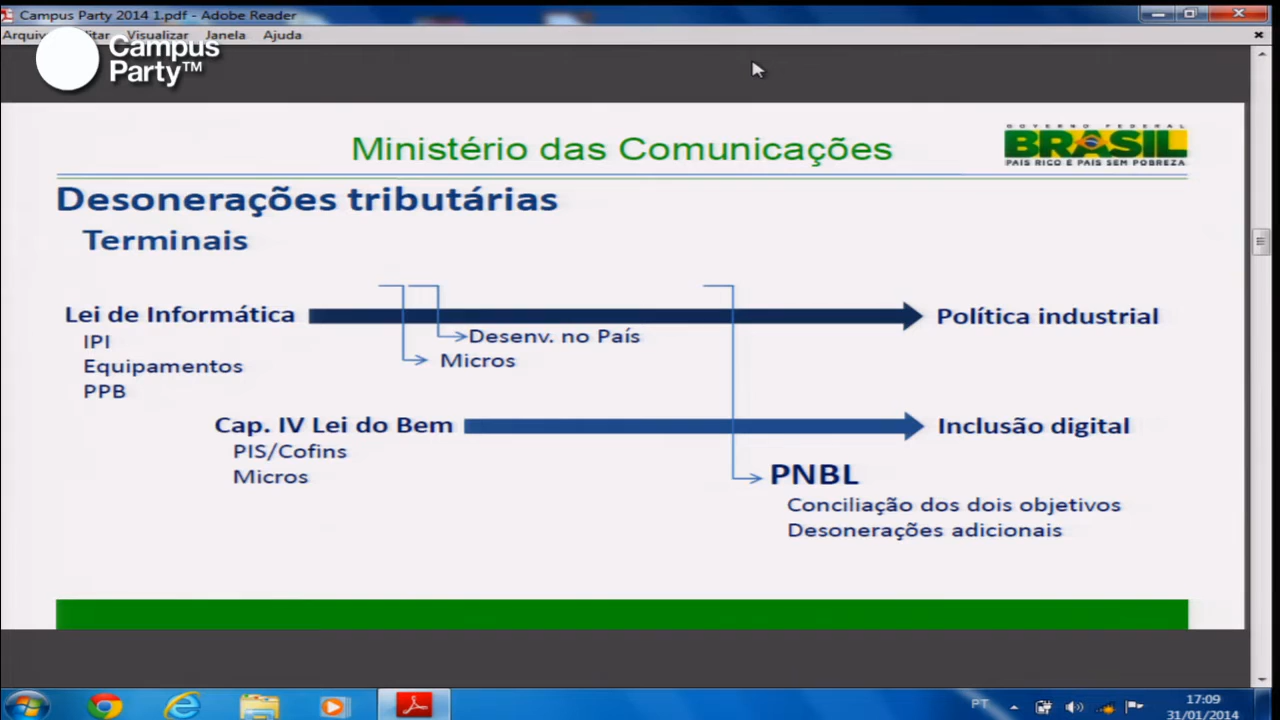 Campus Party 2014 1.pdf - Adobe Reader
Visualizar Janela Ajuda
Campus
Party™
Ministério das Comunicações
GOVERNO FEDERAL
BRASIL
PAÍS RICO É PAÍS SEM POBREZA
Desonerações tributárias
Terminais
Lei de Informática
Política industrial
IPI
Equipamentos
PPB
Desenv. no País
Micros
Cap. IV Lei do Bem
Inclusão digital
PIS/Cofins
Micros
PNBL
Conciliação dos dois objetivos
Desonerações adicionais
PT
17:09
31/01/2014